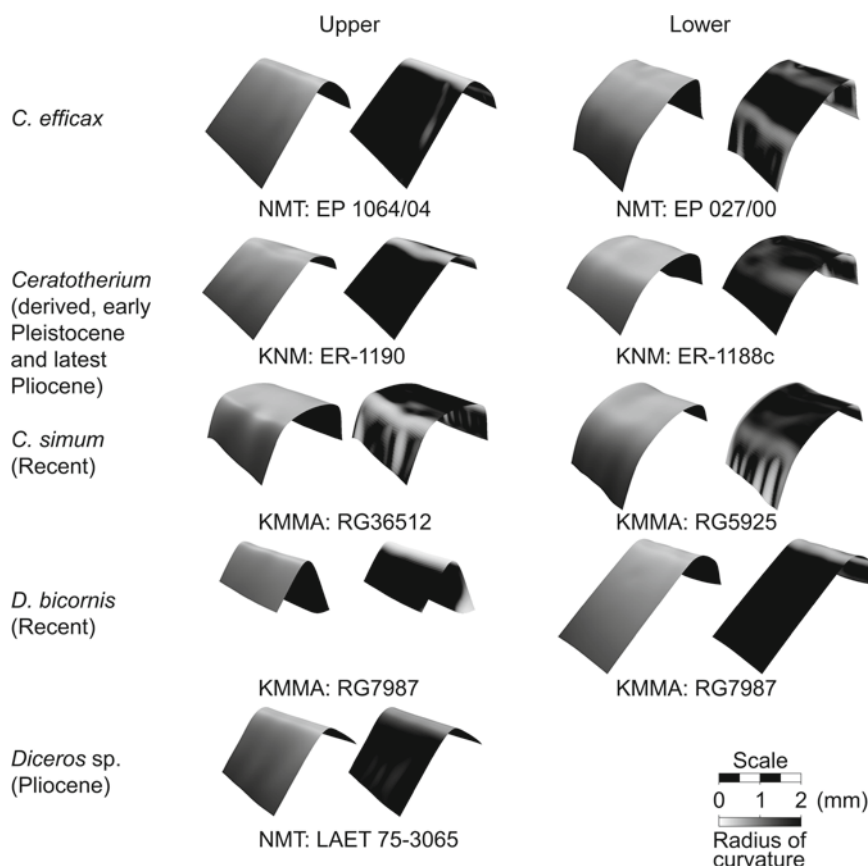 Upper Lower
C. efficax
NMT: EP 1064/04 NMT: EP 027/00
Ceratotherium
(derived, early
Pleistocene
and latest
Pliocene)
KNM: ER-1190 KNM: ER-1188c
C. simum
(Recent)
KMMA: RG36512 KMMA: RG5925
D. bicornis
(Recent)
KMMA: RG7987 KMMA: RG7987
Diceros sp.
(Pliocene)
NMT: LAET 75-3065
Scale
0 1 2 (mm)
Radius of
curvature